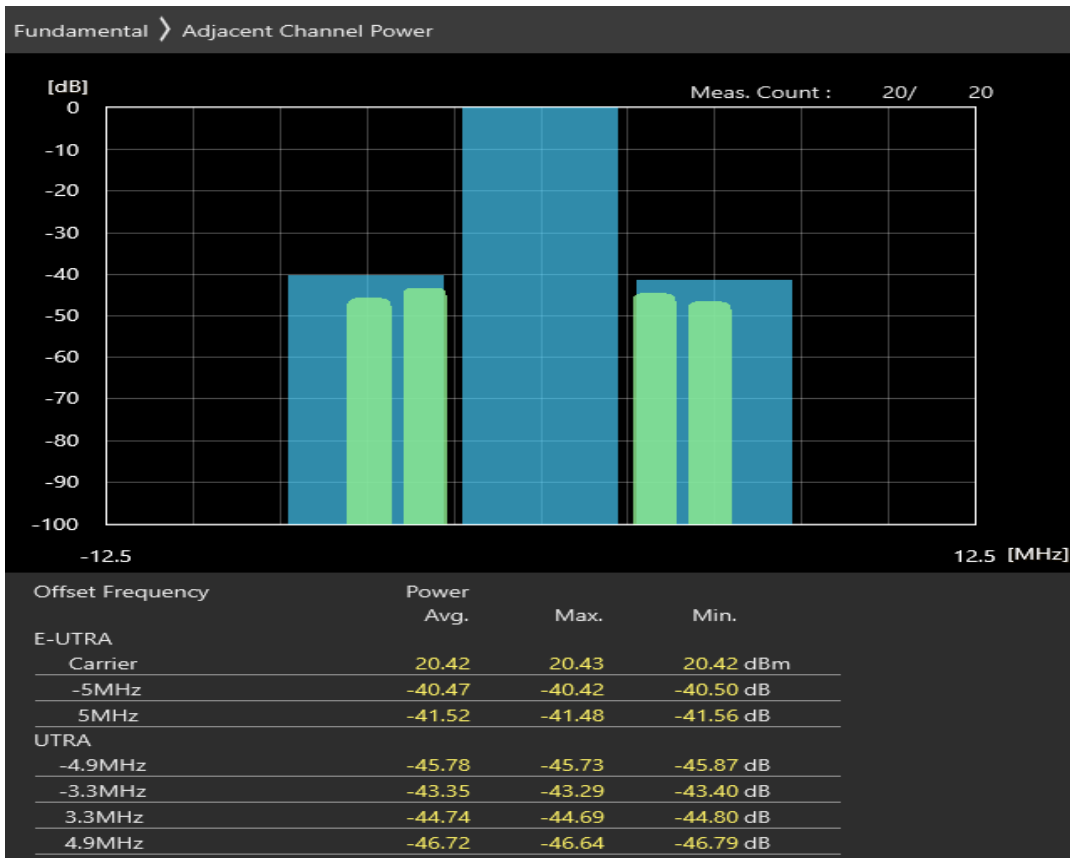 Fundamental 〉 Adjacent Channel Power
[dB]
Meas. Count : 20/ 20
0
-10
-20
-30
-40
-50
-60
-70
-80
-90
-100
-12.5 12.5 [MHz]
Offset Frequency Power
Avg. Max. Min.
E-UTRA
Carrier 20.42 20.43 20.42 dBm
-5MHz -40.47 -40.42 -40.50 dB
5MHz -41.52 -41.48 -41.56 dB
UTRA
-4.9MHz -45.78 -45.73 -45.87 dB
-3.3MHz -43.35 -43.29 -43.40 dB
3.3MHz -44.74 -44.69 -44.80 dB
4.9MHz -46.72 -46.64 -46.79 dB